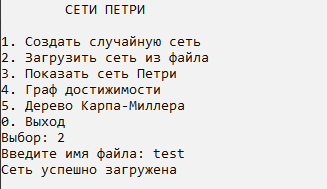 СЕТИ ПЕТРИ
1. Создать случайную сеть
2. Загрузить сеть из файла
3. Показать сеть Петри
4. Граф достижимости
5. Дерево Карпа-Миллера
0. Выход
Выбор: 2
Введите имя файла: test
Сеть успешно загружена